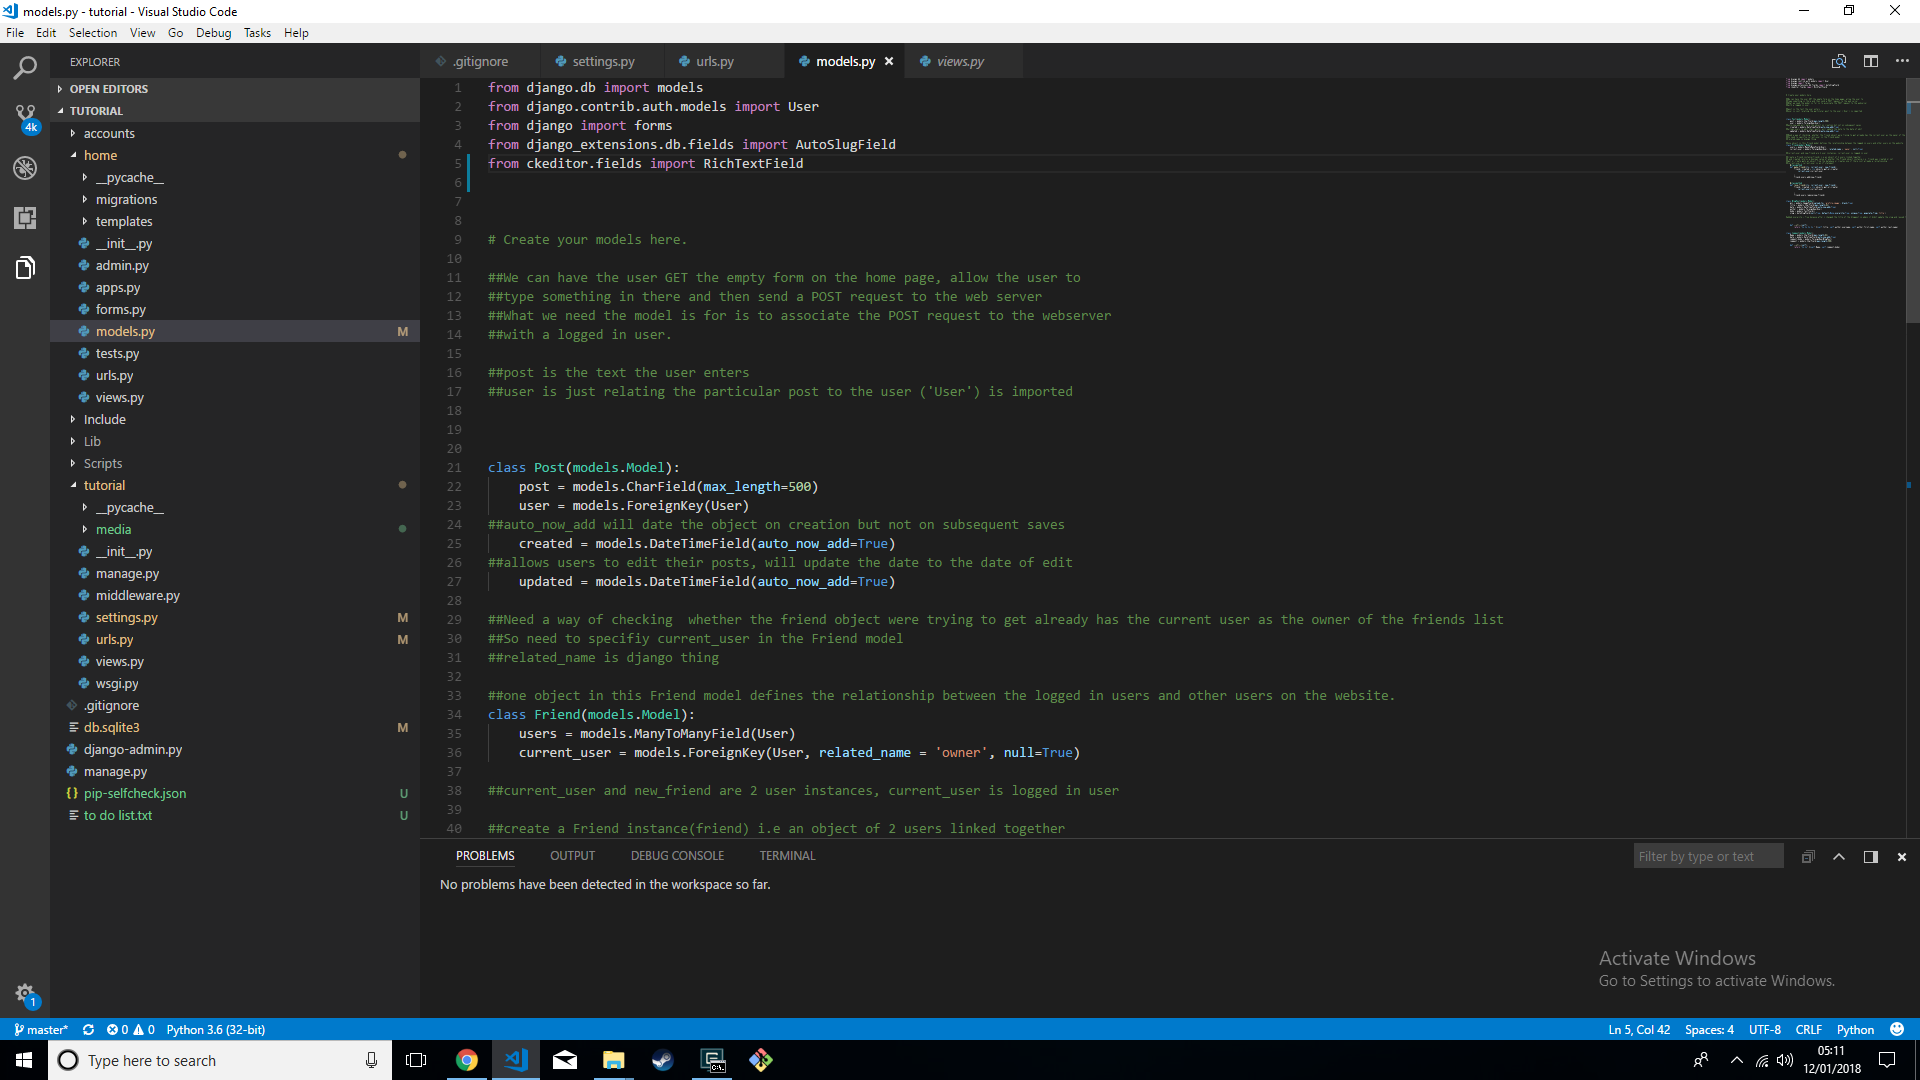 models.py - tutorial - Visual Studio Code
File Edit Selection View Go Debug Tasks Help
EXPLORER
OPEN EDITORS
TUTORIAL
accounts
home
__pycache__
migrations
templates
__init__.py
admin.py
apps.py
forms.py
models.py M
tests.py
urls.py
views.py
Include
Lib
Scripts
tutorial
__pycache__
media
__init__.py
manage.py
middleware.py
settings.py M
urls.py M
views.py
wsgi.py
.gitignore
db.sqlite3 M
django-admin.py
manage.py
{} pip-selfcheck.json U
to do list.txt U
4k
1
.gitignore settings.py urls.py models.py views.py
1 from django.db import models
2 from django.contrib.auth.models import User
3 from django import forms
4 from django_extensions.db.fields import AutoSlugField
5 from ckeditor.fields import RichTextField
6
7
8
9 # Create your models here.
10
11 ##We can have the user GET the empty form on the home page, allow the user to
12 ##type something in there and then send a POST request to the web server
13 ##What we need the model is for is to associate the POST request to the webserver
14 ##with a logged in user.
15
16 ##post is the text the user enters
17 ##user is just relating the particular post to the user ('User') is imported
18
19
20
21 class Post(models.Model):
22 post = models.CharField(max_length=500)
23 user = models.ForeignKey(User)
24 ##auto_now_add will date the object on creation but not on subsequent saves
25 created = models.DateTimeField(auto_now_add=True)
26 ##allows users to edit their posts, will update the date to the date of edit
27 updated = models.DateTimeField(auto_now_add=True)
28
29 ##Need a way of checking  whether the friend object were trying to get already has the current user as the owner of the friends list
30 ##So need to specifiy current_user in the Friend model
31 ##related_name is django thing
32
33 ##one object in this Friend model defines the relationship between the logged in users and other users on the website.
34 class Friend(models.Model):
35 users = models.ManyToManyField(User)
36 current_user = models.ForeignKey(User, related_name = 'owner', null=True)
37
38 ##current_user and new_friend are 2 user instances, current_user is logged in user
39
40 ##create a Friend instance(friend) i.e an object of 2 users linked together
PROBLEMS OUTPUT DEBUG CONSOLE TERMINAL
Filter by type or text
No problems have been detected in the workspace so far.
Activate Windows
Go to Settings to activate Windows.
master* 0 0 Python 3.6 (32-bit)
Ln 5, Col 42 Spaces: 4 UTF-8 CRLF Python
Type here to search
05:11
12/01/2018